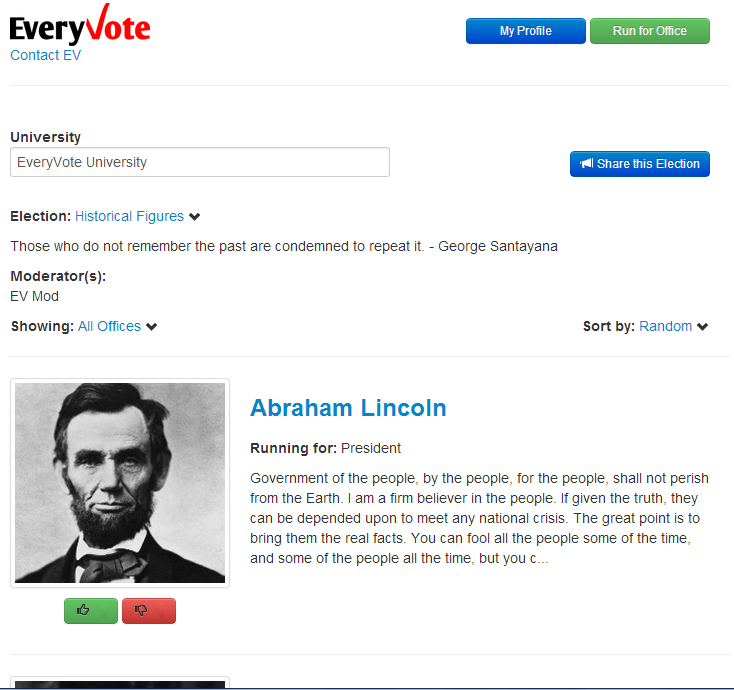 EveryVote
Contact EV
My Profile
Run for Office
University
EveryVote University
Share this Election
Election: Historical Figures
Those who do not remember the past are condemned to repeat it. - George Santayana
Moderator(s):
EV Mod
Showing: All Offices
Sort by: Random
Abraham Lincoln
Running for: President
Government of the people, by the people, for the people, shall not perish
from the Earth. I am a firm believer in the people. If given the truth, they
can be depended upon to meet any national crisis. The great point is to
bring them the real facts. You can fool all the people some of the time,
and some of the people all the time, but you c...